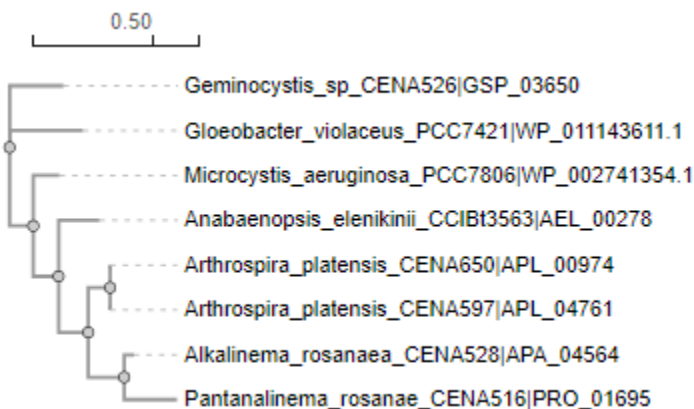 0.50
Geminocystis_sp_CENA526|GSP_03650
Gloeobacter_violaceus_PCC7421|WP_011143611.1
Microcystis_aeruginosa_PCC7806|WP_002741354.1
Anabaenopsis_elenikinii_CCIBt3563|AEL_00278
Arthrospira_platensis_CENA650|APL_00974
Arthrospira_platensis_CENA597|APL_04761
Alkalinema_rosanaea_CENA528|APA_04564
Pantanalinema_rosanae_CENA516|PRO_01695